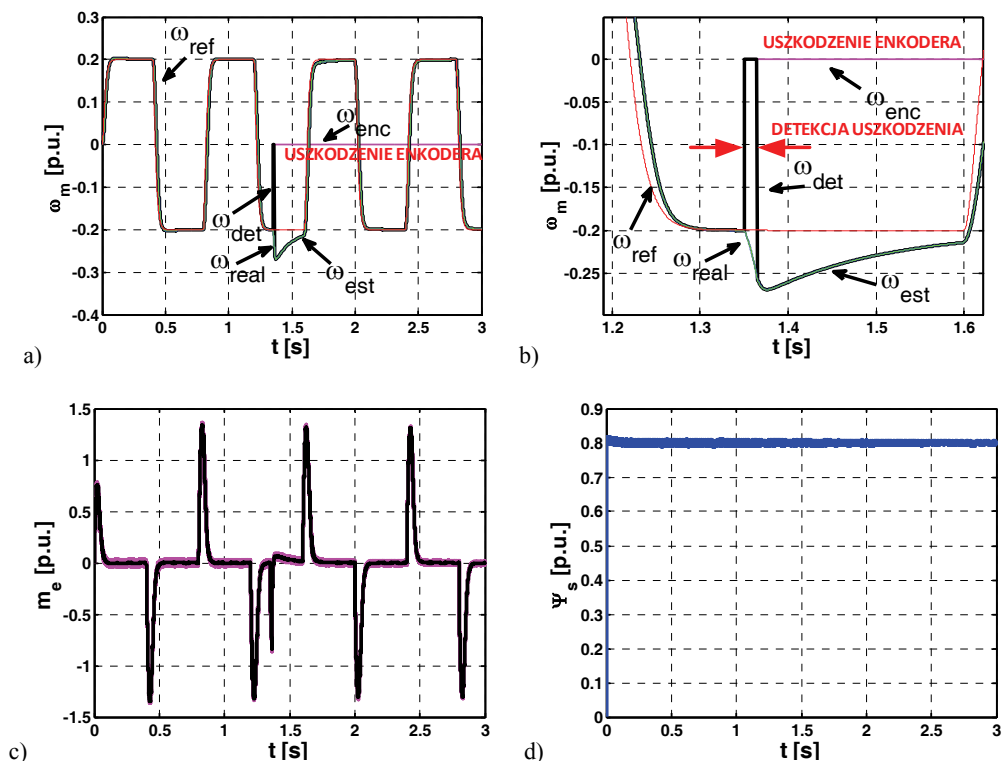 0.3
0.2
0.1
0
-0.1
-0.2
-0.3
-0.4
ω_m [p.u.]
ω_ref
ω_enc
USZKODZENIE ENKODERA
ω_det
ω_real
ω_est
0 0.5 1 1.5 2 2.5 3
t [s]
a)
0
-0.05
-0.1
-0.15
-0.2
-0.25
ω_m [p.u.]
USZKODZENIE ENKODERA
ω_enc
DETEKCJA USZKODZENIA
ω_det
ω_ref
ω_real
ω_est
1.2 1.3 1.4 1.5 1.6
t [s]
b)
1.5
1
0.5
0
-0.5
-1
-1.5
m_e [p.u.]
0 0.5 1 1.5 2 2.5 3
t [s]
c)
0.9
0.8
0.7
0.6
0.5
0.4
0.3
0.2
0.1
0
Ψ_s [p.u.]
0 0.5 1 1.5 2 2.5 3
t [s]
d)